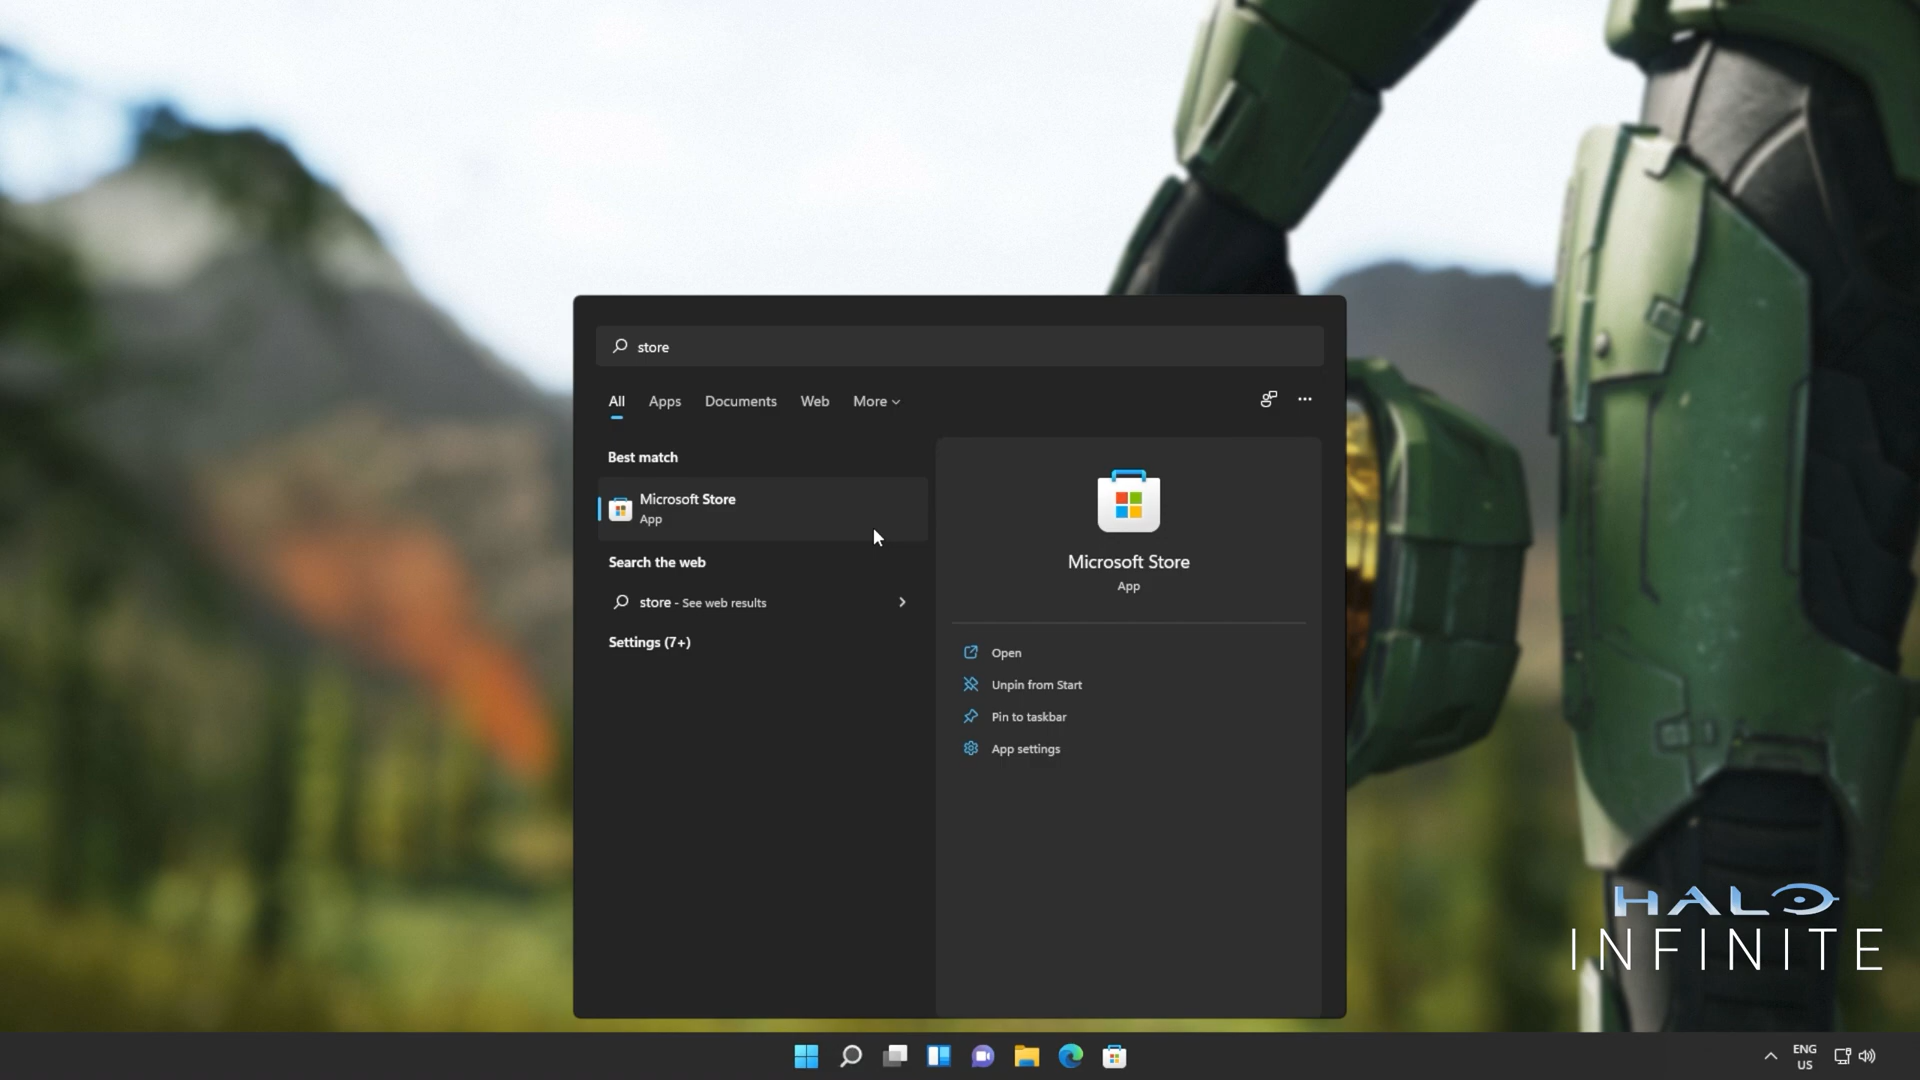 store
All Apps Documents Web More
Best match
Microsoft Store
App
Search the web
store - See web results
Settings (7+)
Microsoft Store
App
Open
Unpin from Start
Pin to taskbar
App settings
HALO
INFINITE
ENG
US